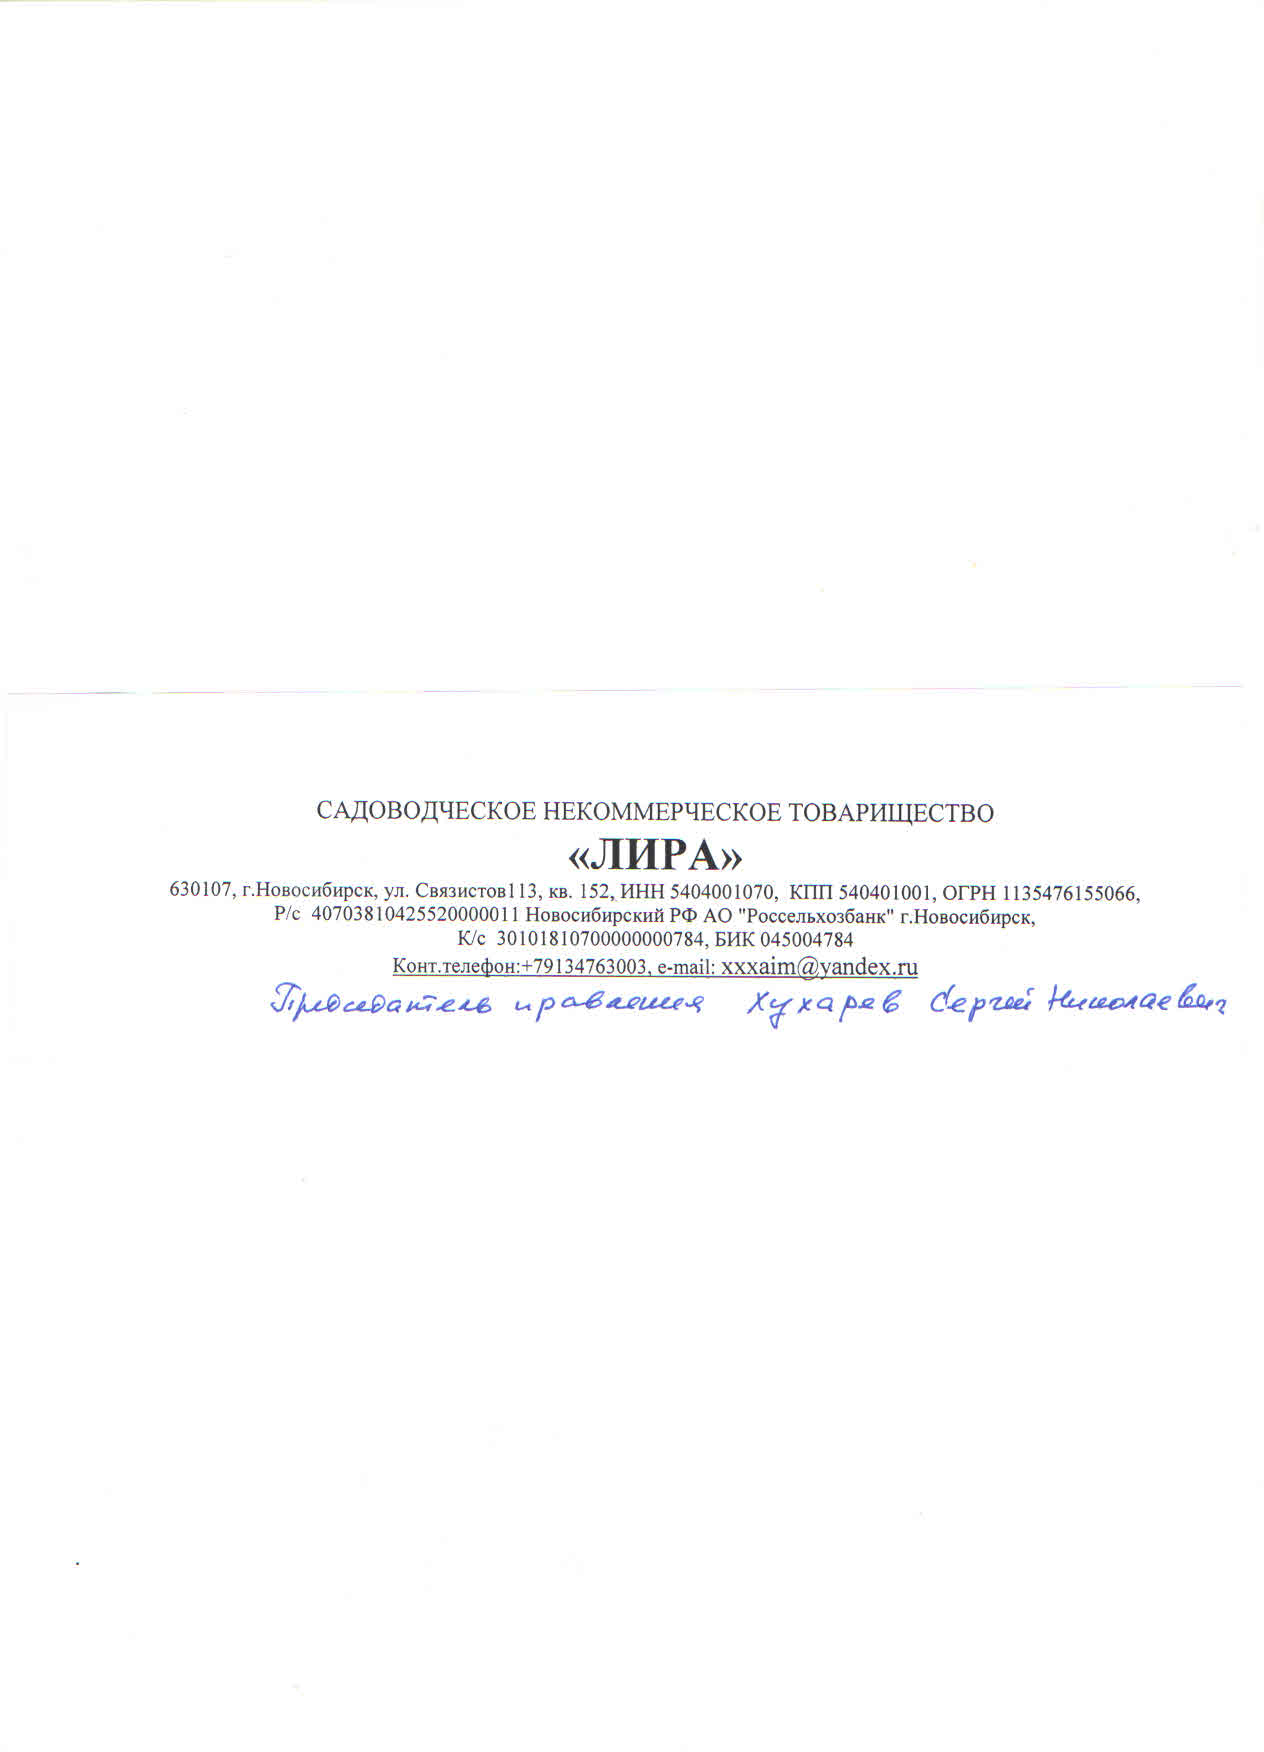 САДОВОДЧЕСКОЕ НЕКОММЕРЧЕСКОЕ ТОВАРИЩЕСТВО
«ЛИРА»
630107, г.Новосибирск, ул. Связистов113, кв. 152, ИНН 5404001070, КПП 540401001, ОГРН 1135476155066,
Р/с 40703810425520000011 Новосибирский РФ АО "Россельхозбанк" г.Новосибирск,
К/с 30101810700000000784, БИК 045004784
Конт.телефон:+79134763003, e-mail: xxxaim@yandex.ru
Председатель правления Хухарев Сергей Николаевич